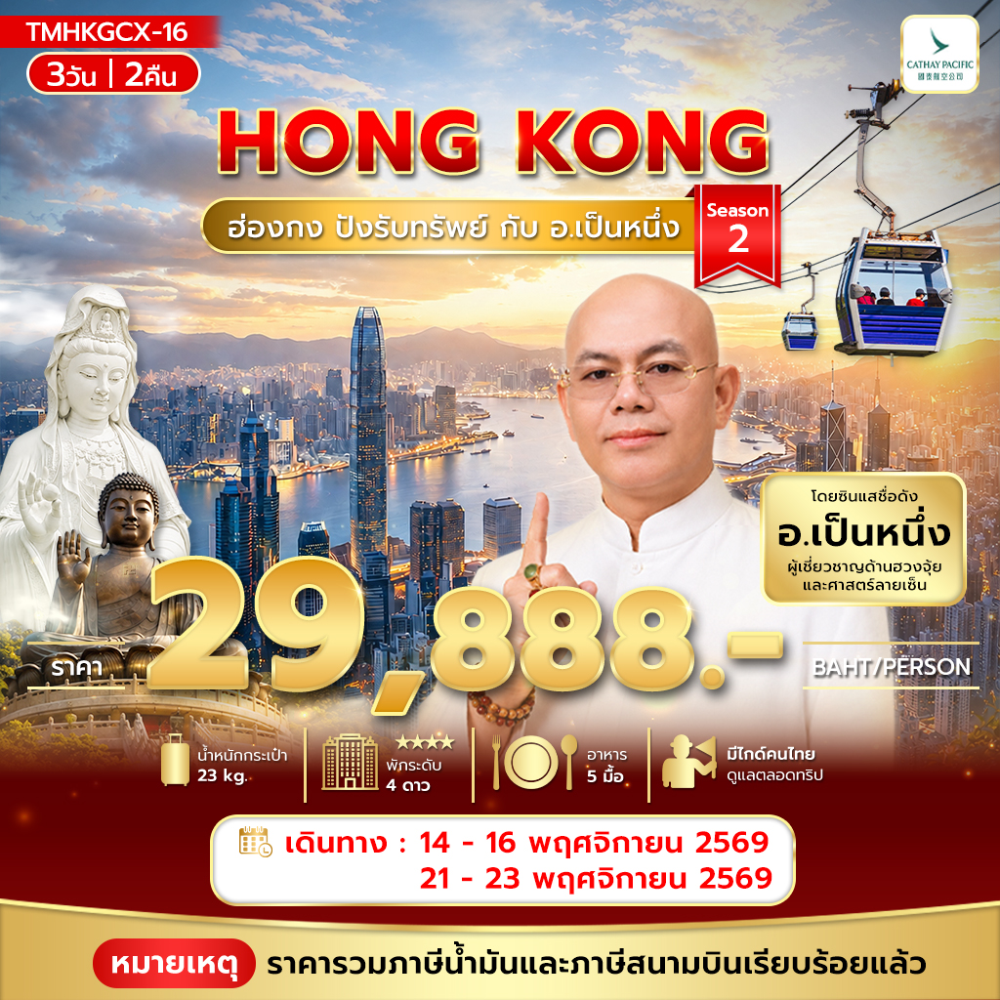 TMHKGCX-16
3วัน | 2คืน
CATHAY PACIFIC
國泰航空公司
HONG KONG
ฮ่องกง ปังรับทรัพย์ กับ อ.เป็นหนึ่ง
Season
2
โดยซินแสชื่อดัง
อ.เป็นหนึ่ง
ผู้เชี่ยวชาญด้านฮวงจุ้ย
และศาสตร์ลายเซ็น
ราคา
29,888.-
BAHT/PERSON
น้ำหนักกระเป๋า
23 kg.
พักระดับ
4 ดาว
อาหาร
5 มื้อ
มีไกด์คนไทย
ดูแลตลอดทริป
เดินทาง : 14 - 16 พฤศจิกายน 2569
21 - 23 พฤศจิกายน 2569
หมายเหตุ ราคารวมภาษีน้ำมันและภาษีสนามบินเรียบร้อยแล้ว